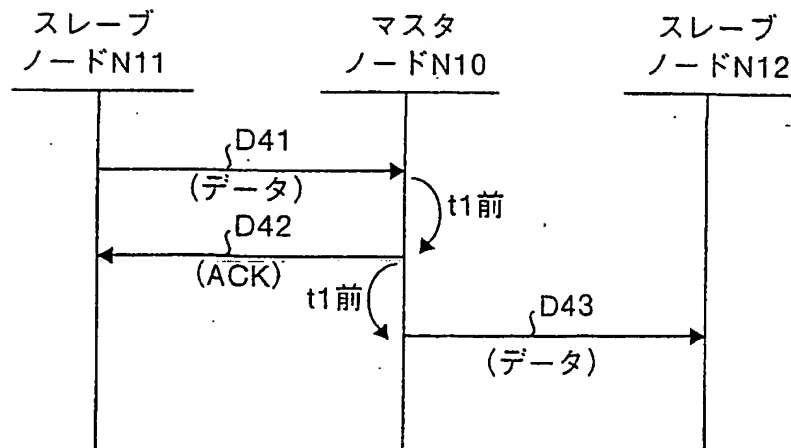 スレーブ
ノードN11
マスタ
ノードN10
スレーブ
ノードN12
D41
(データ)
t1前
D42
(ACK)
t1前
D43
(データ)